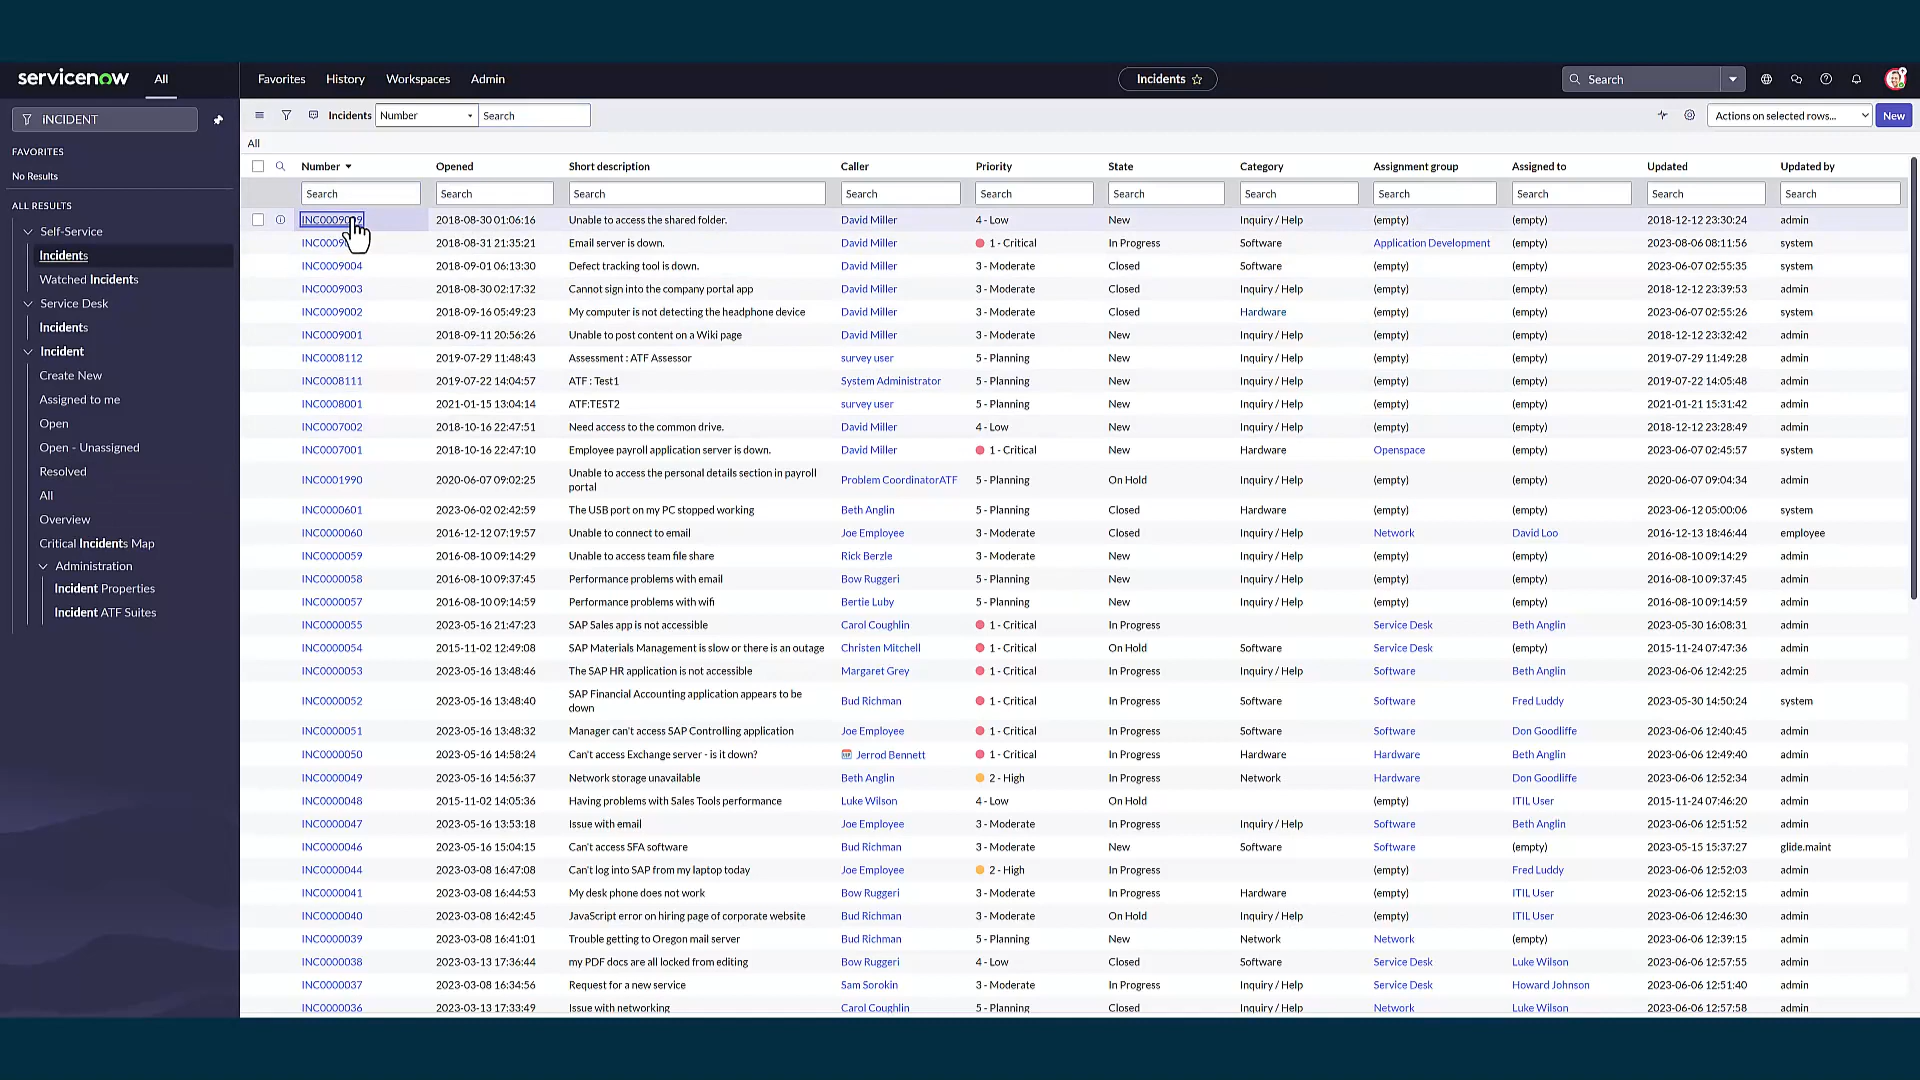 servicenow All Favorites History Workspaces Admin Incidents Search
iNCIDENT Incidents Number Search Actions on selected rows... New
FAVORITES
No Results
ALL RESULTS
Self-Service
Incidents
Watched Incidents
Service Desk
Incidents
Incident
Create New
Assigned to me
Open
Open - Unassigned
Resolved
All
Overview
Critical Incidents Map
Administration
Incident Properties
Incident ATF Suites
All
Number Opened Short description Caller Priority State Category Assignment group Assigned to Updated Updated by
Search Search Search Search Search Search Search Search Search Search Search
2018-08-30 01:06:16 Unable to access the shared folder. David Miller 4 - Low New Inquiry / Help (empty) (empty) 2018-12-12 23:30:24 admin
2018-08-31 21:35:21 Email server is down. David Miller 1 - Critical In Progress Software Application Development (empty) 2023-08-06 08:11:56 system
INC0009004 2018-09-01 06:13:30 Defect tracking tool is down. David Miller 3 - Moderate Closed Software (empty) (empty) 2023-06-07 02:55:35 system
INC0009003 2018-08-30 02:17:32 Cannot sign into the company portal app David Miller 3 - Moderate Closed Inquiry / Help (empty) (empty) 2018-12-12 23:39:53 admin
INC0009002 2018-09-16 05:49:23 My computer is not detecting the headphone device David Miller 3 - Moderate Closed Hardware (empty) (empty) 2023-06-07 02:55:26 system
INC0009001 2018-09-11 20:56:26 Unable to post content on a Wiki page David Miller 3 - Moderate New Inquiry / Help (empty) (empty) 2018-12-12 23:32:42 admin
INC0008112 2019-07-29 11:48:43 Assessment : ATF Assessor survey user 5 - Planning New Inquiry / Help (empty) (empty) 2019-07-29 11:49:28 admin
INC0008111 2019-07-22 14:04:57 ATF : Test1 System Administrator 5 - Planning New Inquiry / Help (empty) (empty) 2019-07-22 14:05:48 admin
INC0008001 2021-01-15 13:04:14 ATF:TEST2 survey user 5 - Planning New Inquiry / Help (empty) (empty) 2021-01-21 15:31:42 admin
INC0007002 2018-10-16 22:47:51 Need access to the common drive. David Miller 4 - Low New Inquiry / Help (empty) (empty) 2018-12-12 23:28:49 admin
INC0007001 2018-10-16 22:47:10 Employee payroll application server is down. David Miller 1 - Critical New Hardware Openspace (empty) 2023-06-07 02:45:57 system
INC0001990 2020-06-07 09:02:25 Unable to access the personal details section in payroll portal Problem CoordinatorATF 5 - Planning On Hold Inquiry / Help (empty) (empty) 2020-06-07 09:04:34 admin
INC0000601 2023-06-02 02:42:59 The USB port on my PC stopped working Beth Anglin 5 - Planning Closed Hardware (empty) (empty) 2023-06-12 05:00:06 system
INC0000060 2016-12-12 07:19:57 Unable to connect to email Joe Employee 3 - Moderate Closed Inquiry / Help Network David Loo 2016-12-13 18:46:44 employee
INC0000059 2016-08-10 09:14:29 Unable to access team file share Rick Berzle 3 - Moderate New Inquiry / Help (empty) (empty) 2016-08-10 09:14:29 admin
INC0000058 2016-08-10 09:37:45 Performance problems with email Bow Ruggeri 5 - Planning New Inquiry / Help (empty) (empty) 2016-08-10 09:37:45 admin
INC0000057 2016-08-10 09:14:59 Performance problems with wifi Bertie Luby 5 - Planning New Inquiry / Help (empty) (empty) 2016-08-10 09:14:59 admin
INC0000055 2023-05-16 21:47:23 SAP Sales app is not accessible Carol Coughlin 1 - Critical In Progress Service Desk Beth Anglin 2023-05-30 16:08:31 admin
INC0000054 2015-11-02 12:49:08 SAP Materials Management is slow or there is an outage Christen Mitchell 1 - Critical On Hold Software Service Desk (empty) 2015-11-24 07:47:36 admin
INC0000053 2023-05-16 13:48:46 The SAP HR application is not accessible Margaret Grey 1 - Critical In Progress Inquiry / Help Software Beth Anglin 2023-06-06 12:42:25 admin
INC0000052 2023-05-16 13:48:40 SAP Financial Accounting application appears to be down Bud Richman 1 - Critical In Progress Software Software Fred Luddy 2023-05-30 14:50:24 system
INC0000051 2023-05-16 13:48:32 Manager can't access SAP Controlling application Joe Employee 1 - Critical In Progress Software Software Don Goodliffe 2023-06-06 12:40:45 admin
INC0000050 2023-05-16 14:58:24 Can't access Exchange server - is it down? Jerrod Bennett 1 - Critical In Progress Hardware Hardware Beth Anglin 2023-06-06 12:49:40 admin
INC0000049 2023-05-16 14:56:37 Network storage unavailable Beth Anglin 2 - High In Progress Network Hardware Don Goodliffe 2023-06-06 12:52:34 admin
INC0000048 2015-11-02 14:05:36 Having problems with Sales Tools performance Luke Wilson 4 - Low On Hold (empty) ITIL User 2015-11-24 07:46:20 admin
INC0000047 2023-05-16 13:53:18 Issue with email Joe Employee 3 - Moderate In Progress Inquiry / Help Software Beth Anglin 2023-06-06 12:51:52 admin
INC0000046 2023-05-16 15:04:15 Can't access SFA software Bud Richman 3 - Moderate New Software Software (empty) 2023-05-15 15:37:27 glide.maint
INC0000044 2023-03-08 16:47:08 Can't log into SAP from my laptop today Joe Employee 2 - High In Progress (empty) Fred Luddy 2023-06-06 12:52:03 admin
INC0000041 2023-03-08 16:44:53 My desk phone does not work Bow Ruggeri 3 - Moderate In Progress Hardware (empty) ITIL User 2023-06-06 12:52:15 admin
INC0000040 2023-03-08 16:42:45 JavaScript error on hiring page of corporate website Bud Richman 3 - Moderate On Hold Inquiry / Help (empty) ITIL User 2023-06-06 12:46:30 admin
INC0000039 2023-03-08 16:41:01 Trouble getting to Oregon mail server Bud Richman 5 - Planning New Network Network (empty) 2023-06-06 12:39:15 admin
INC0000038 2023-03-13 17:36:44 my PDF docs are all locked from editing Bow Ruggeri 4 - Low Closed Software Service Desk Luke Wilson 2023-06-06 12:57:55 admin
INC0000037 2023-03-08 16:34:56 Request for a new service Sam Sorokin 3 - Moderate In Progress Inquiry / Help Service Desk Howard Johnson 2023-06-06 12:51:40 admin
INC0000036 2023-03-13 17:33:49 Issue with networking Carol Coughlin 5 - Planning Closed Inquiry / Help Network Luke Wilson 2023-06-06 12:57:58 admin